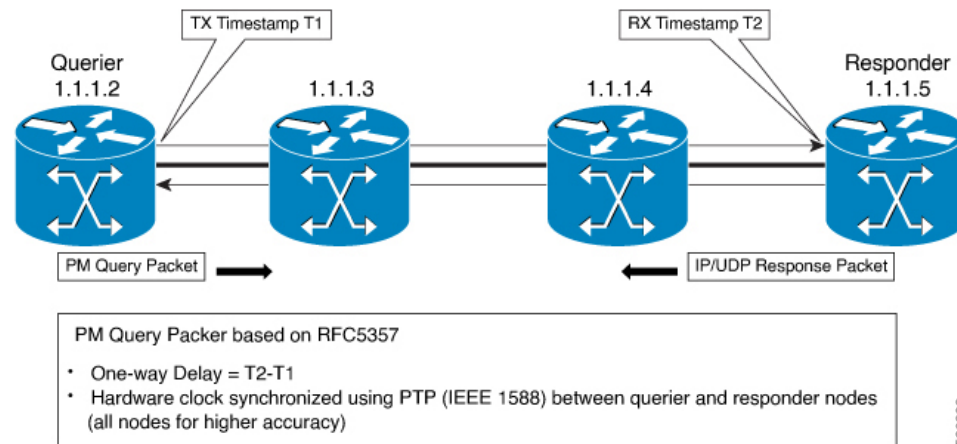 TX Timestamp T1
RX Timestamp T2
Querier
1.1.1.2
1.1.1.3
1.1.1.4
Responder
1.1.1.5
PM Query Packet
IP/UDP Response Packet
PM Query Packer based on RFC5357
• One-way Delay = T2-T1
• Hardware clock synchronized using PTP (IEEE 1588) between querier and responder nodes
(all nodes for higher accuracy)